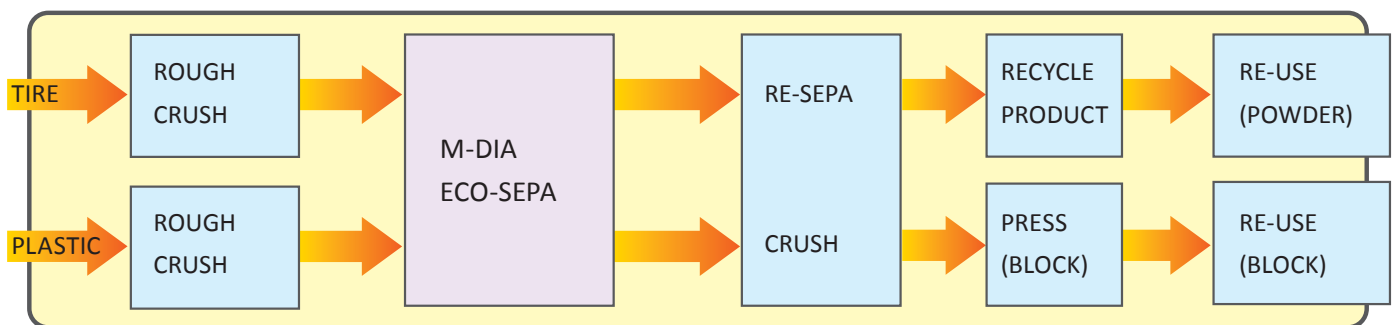 TIRE
ROUGH
CRUSH
M-DIA
ECO-SEPA
RE-SEPA
RECYCLE
PRODUCT
RE-USE
(POWDER)
PLASTIC
ROUGH
CRUSH
CRUSH
PRESS
(BLOCK)
RE-USE
(BLOCK)